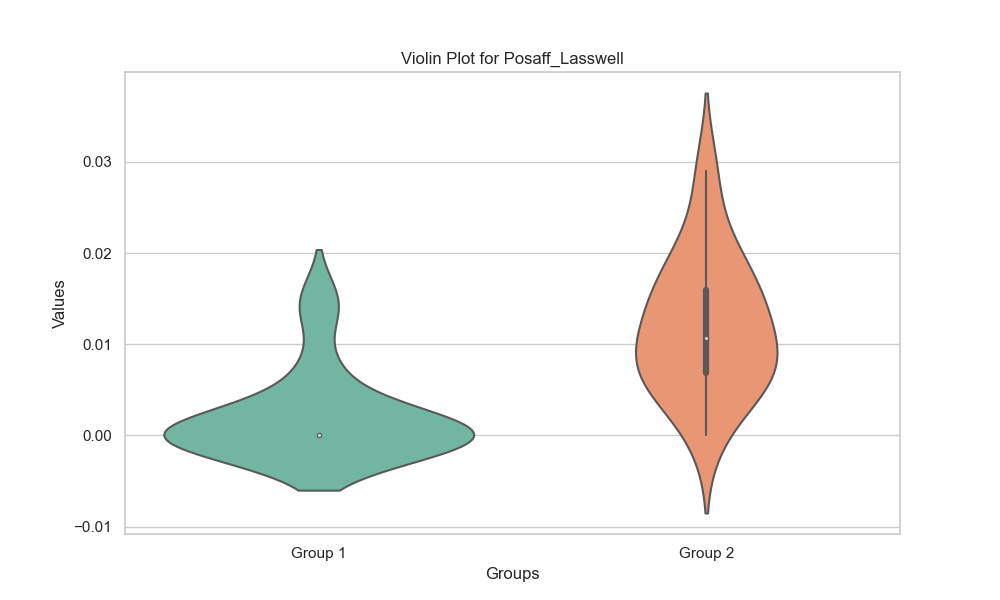 Violin Plot for Posaff_Lasswell
Values
0.03
0.02
0.01
0.00
−0.01
Group 1
Group 2
Groups